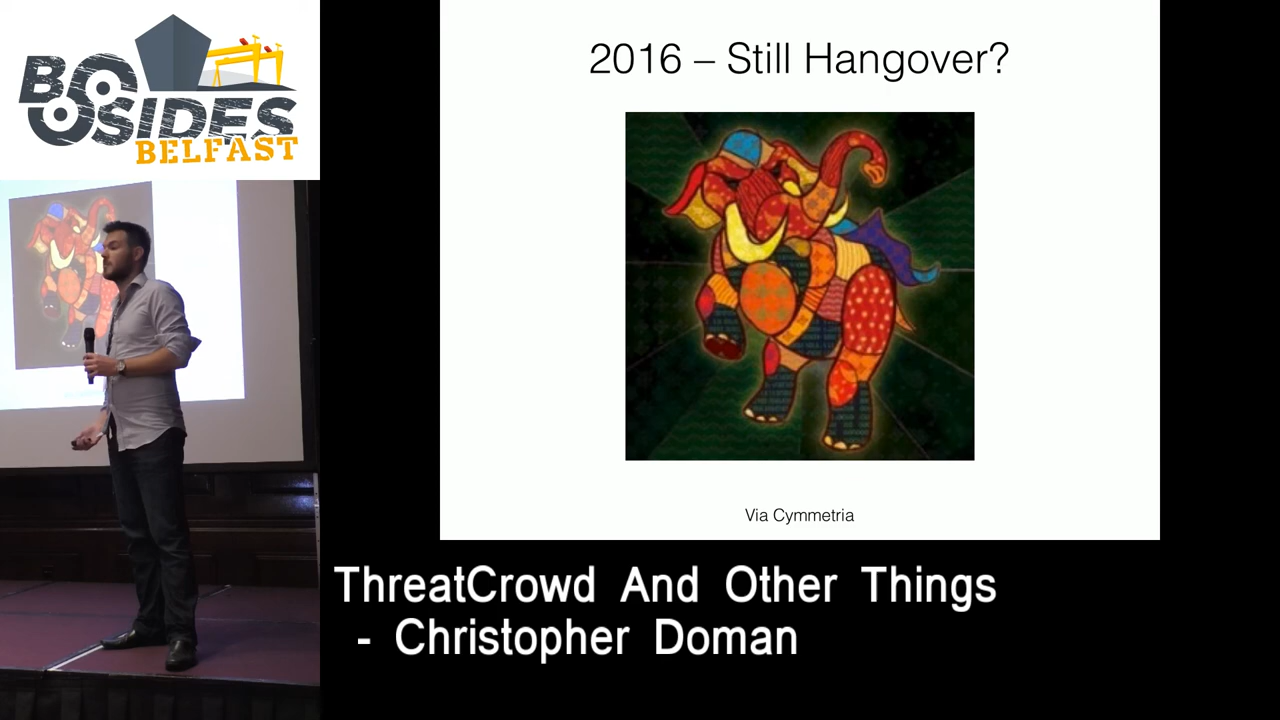 BSIDES
BELFAST
2016 – Still Hangover?
Via Cymmetria
ThreatCrowd And Other Things
- Christopher Doman